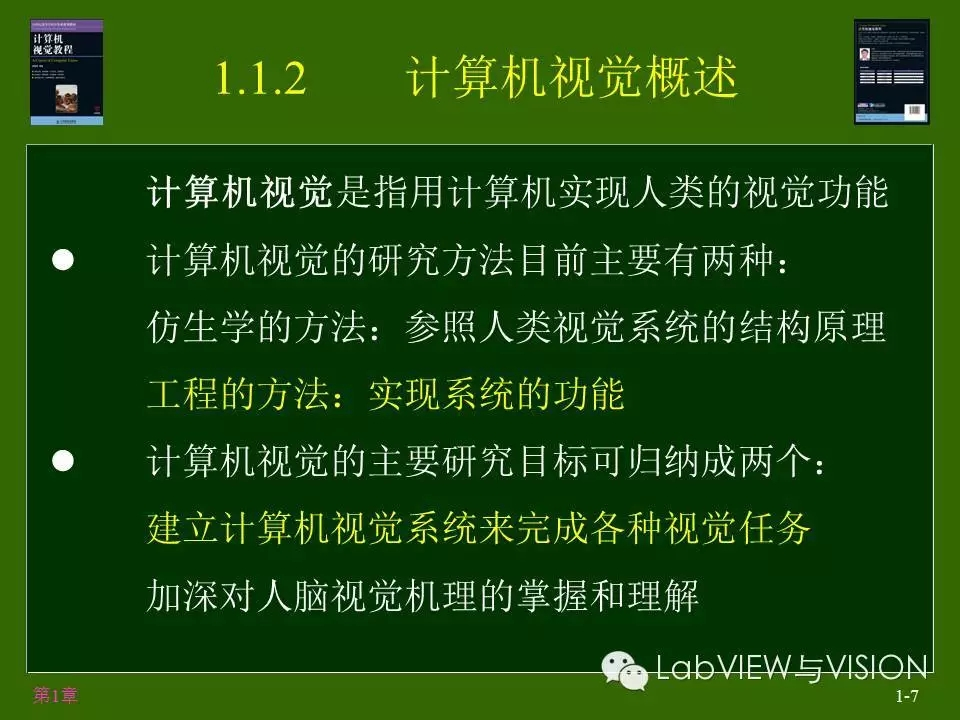 计算机
视觉教程
1.1.2 计算机视觉概述
计算机视觉是指用计算机实现人类的视觉功能
● 计算机视觉的研究方法目前主要有两种：
仿生学的方法：参照人类视觉系统的结构原理
工程的方法：实现系统的功能
● 计算机视觉的主要研究目标可归纳成两个：
建立计算机视觉系统来完成各种视觉任务
加深对人脑视觉机理的掌握和理解
LabVIEW与VISION
第1章
1-7